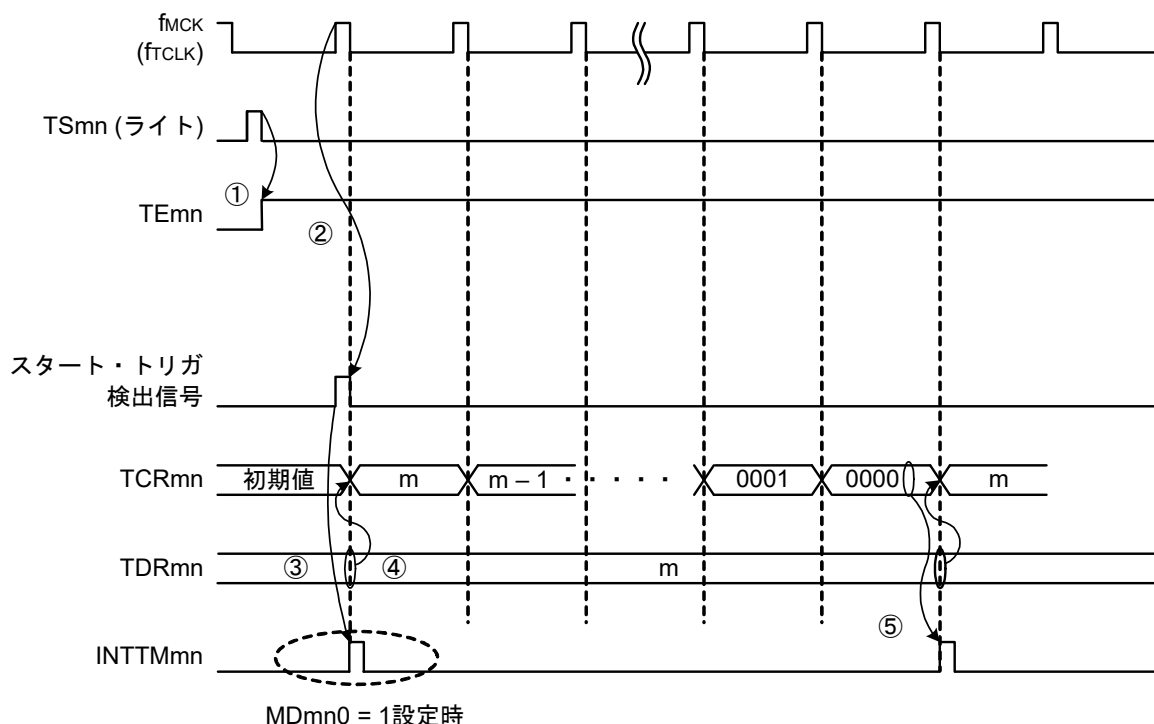 fMCK
(fTCLK)
TSmn (ライト)
①
TEmn
②
スタート・トリガ
検出信号
TCRmn 初期値 m m – 1 ・ ・ ・ ・ ・ 0001 0000 m
TDRmn ③ ④ m
⑤
INTTMmn
MDmn0 = 1設定時